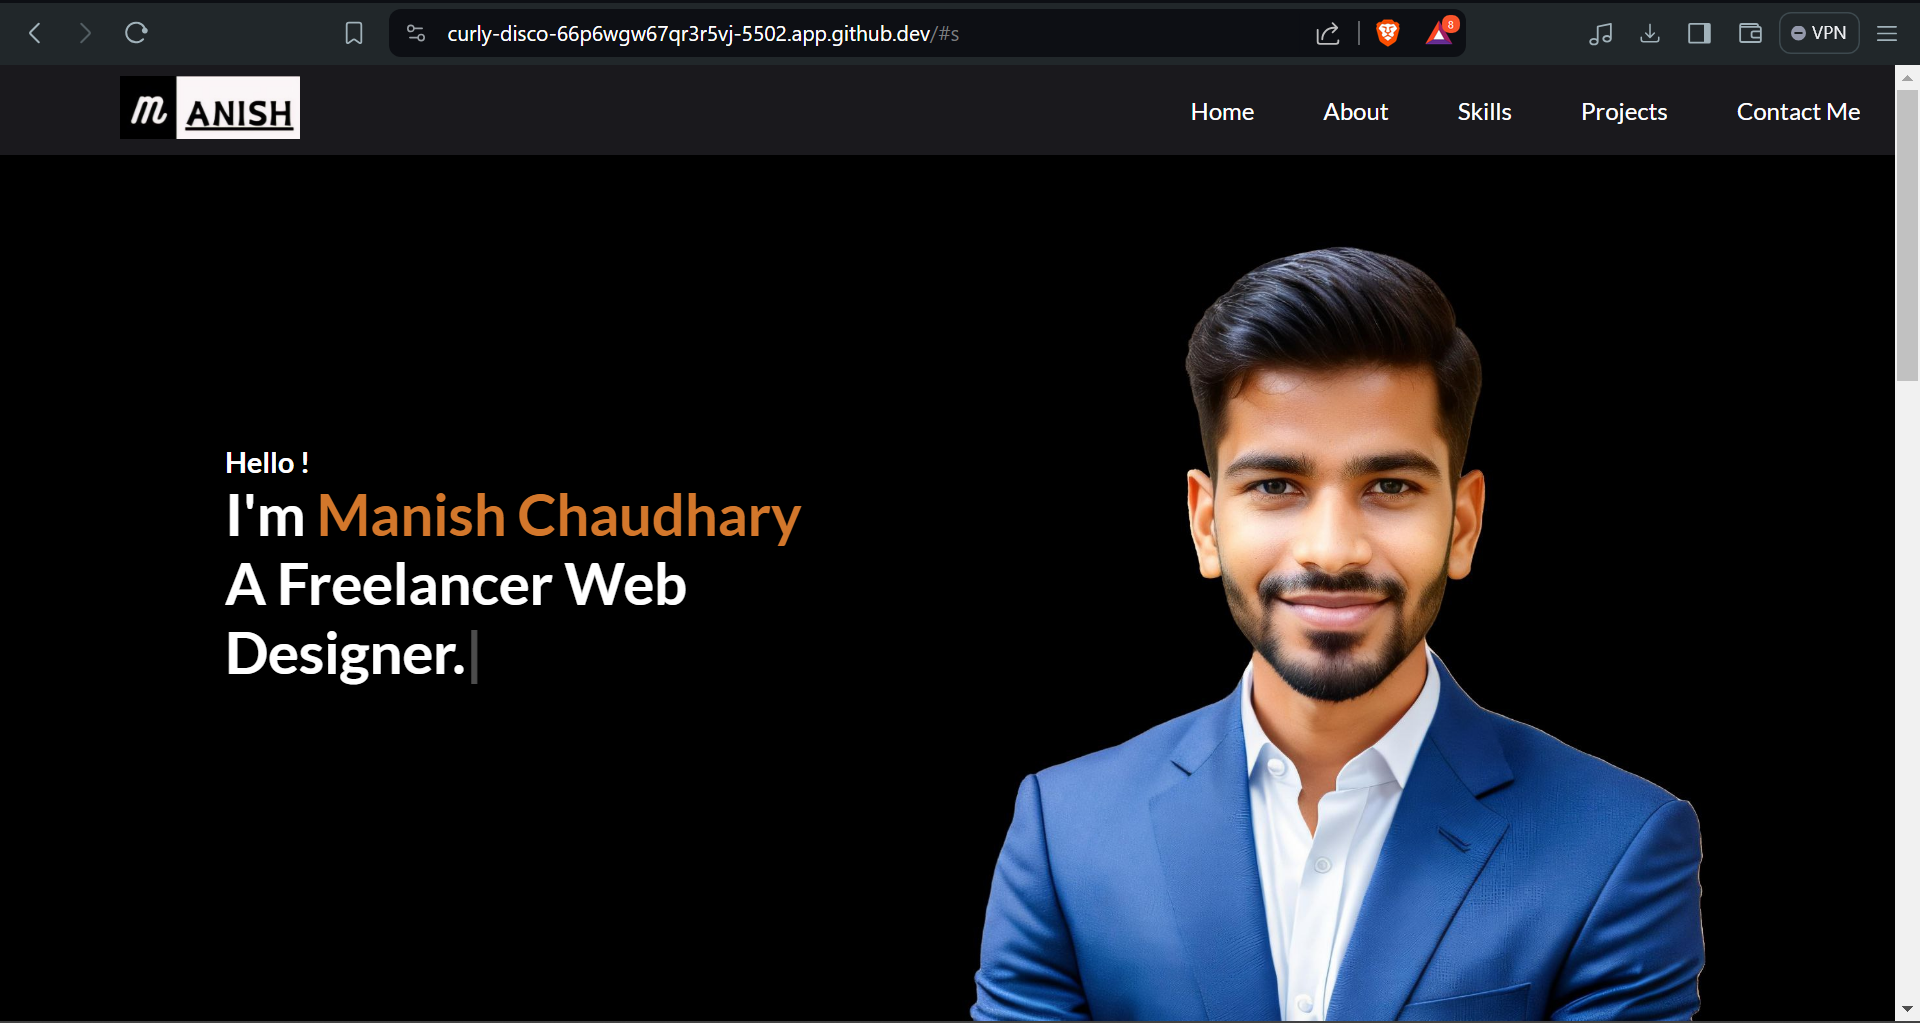 curly-disco-66p6wgw67qr3r5vj-5502.app.github.dev/#s
8
VPN
m ANISH
Home About Skills Projects Contact Me
Hello !
I'm Manish Chaudhary
A Freelancer Web
Designer.